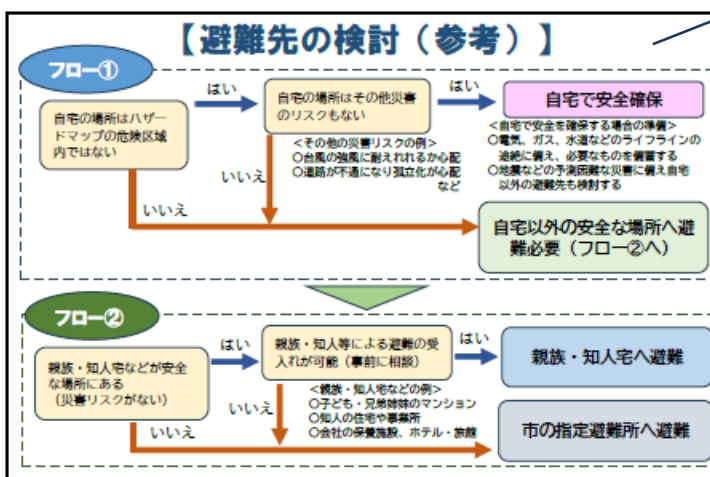 【避難先の検討（参考）】
フロー①
自宅の場所はハザー
ドマップの危険区域
内ではない
はい
自宅の場所はその他災害
のリスクもない
はい
自宅で安全確保
＜その他の災害リスクの例＞
○台風の強風に耐えれれるか心配
○道路が不通になり孤立化が心配
など
＜自宅で安全を確保する場合の準備＞
○電気、ガス、水道などのライフラインの
途絶に備え、必要なものを備蓄する
○地震などの予測困難な災害に備え自宅
以外の避難先も検討する
いいえ
いいえ
自宅以外の安全な場所へ避
難必要（フロー②へ）
フロー②
親族・知人宅などが安全
な場所にある
（災害リスクがない）
はい
親族・知人等による避難の受
入れが可能（事前に相談）
はい
親族・知人宅へ避難
＜親族・知人宅などの例＞
○子ども・兄弟姉妹のマンション
○知人の住宅や事業所
○会社の保養施設、ホテル・旅館
いいえ
いいえ
市の指定避難所へ避難